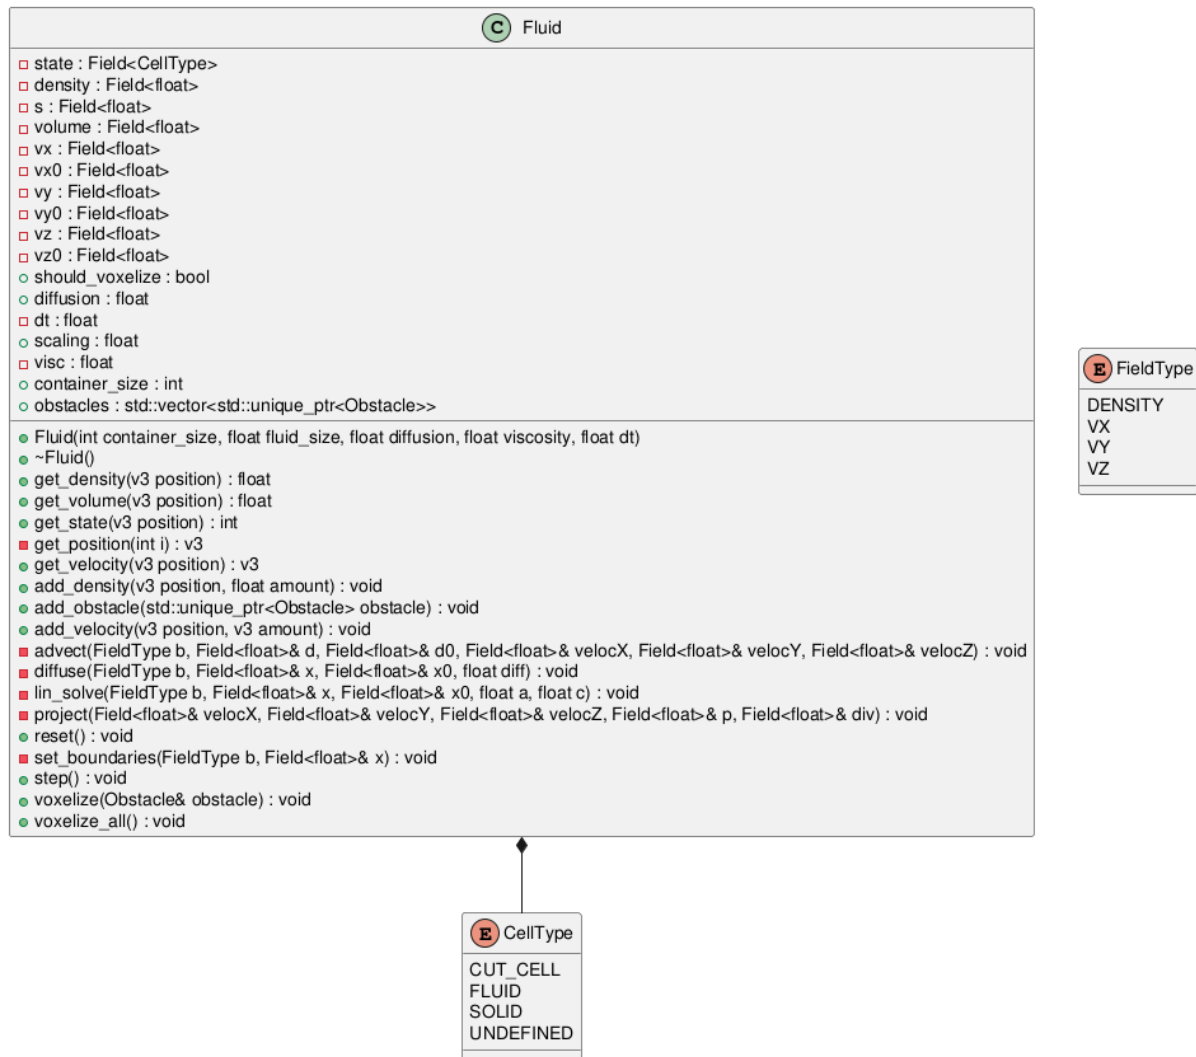 C Fluid
state : Field<CellType>
density : Field<float>
s : Field<float>
volume : Field<float>
vx : Field<float>
vx0 : Field<float>
vy : Field<float>
vy0 : Field<float>
vz : Field<float>
vz0 : Field<float>
should_voxelize : bool
diffusion : float
dt : float
scaling : float
visc : float
container_size : int
obstacles : std::vector<std::unique_ptr<Obstacle>>
Fluid(int container_size, float fluid_size, float diffusion, float viscosity, float dt)
~Fluid()
get_density(v3 position) : float
get_volume(v3 position) : float
get_state(v3 position) : int
get_position(int i) : v3
get_velocity(v3 position) : v3
add_density(v3 position, float amount) : void
add_obstacle(std::unique_ptr<Obstacle> obstacle) : void
add_velocity(v3 position, v3 amount) : void
advect(FieldType b, Field<float>& d, Field<float>& d0, Field<float>& velocX, Field<float>& velocY, Field<float>& velocZ) : void
diffuse(FieldType b, Field<float>& x, Field<float>& x0, float diff) : void
lin_solve(FieldType b, Field<float>& x, Field<float>& x0, float a, float c) : void
project(Field<float>& velocX, Field<float>& velocY, Field<float>& velocZ, Field<float>& p, Field<float>& div) : void
reset() : void
set_boundaries(FieldType b, Field<float>& x) : void
step() : void
voxelize(Obstacle& obstacle) : void
voxelize_all() : void
E FieldType
DENSITY
VX
VY
VZ
E CellType
CUT_CELL
FLUID
SOLID
UNDEFINED